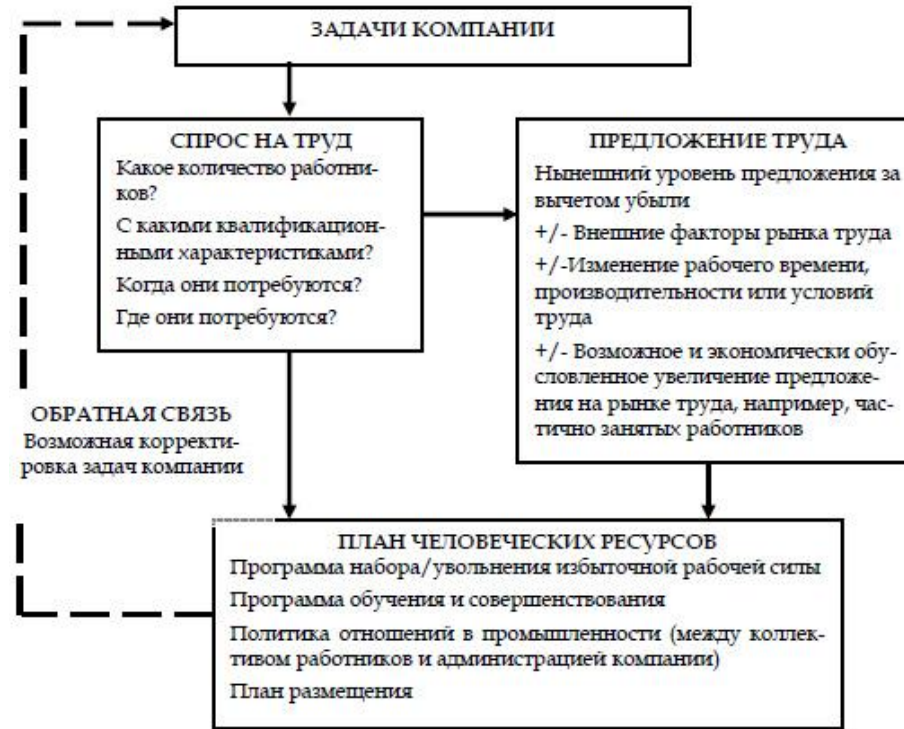 ЗАДАЧИ КОМПАНИИ
СПРОС НА ТРУД
Какое количество работни-
ков?
С какими квалификацион-
ными характеристиками?
Когда они потребуются?
Где они потребуются?
ПРЕДЛОЖЕНИЕ ТРУДА
Нынешний уровень предложения за
вычетом убыли
+/- Внешние факторы рынка труда
+/-Изменение рабочего времени,
производительности или условий
труда
+/- Возможное и экономически обу-
словленное увеличение предложе-
ния на рынке труда, например, час-
тично занятых работников
ОБРАТНАЯ СВЯЗЬ
Возможная корректи-
ровка задач компании
ПЛАН ЧЕЛОВЕЧЕСКИХ РЕСУРСОВ
Программа набора/увольнения избыточной рабочей силы
Программа обучения и совершенствования
Политика отношений в промышленности (между коллек-
тивом работников и администрацией компании)
План размещения